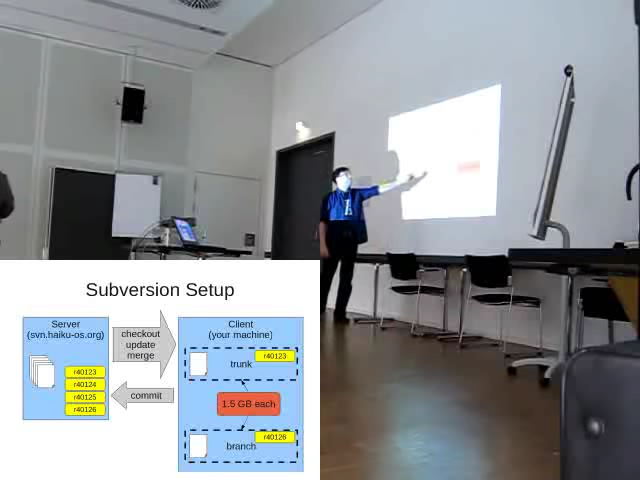 Subversion Setup
Server
(svn.haiku-os.org)
r40123
r40124
r40125
r40126
checkout
update
merge
commit
Client
(your machine)
r40123
trunk
1.5 GB each
r40126
branch